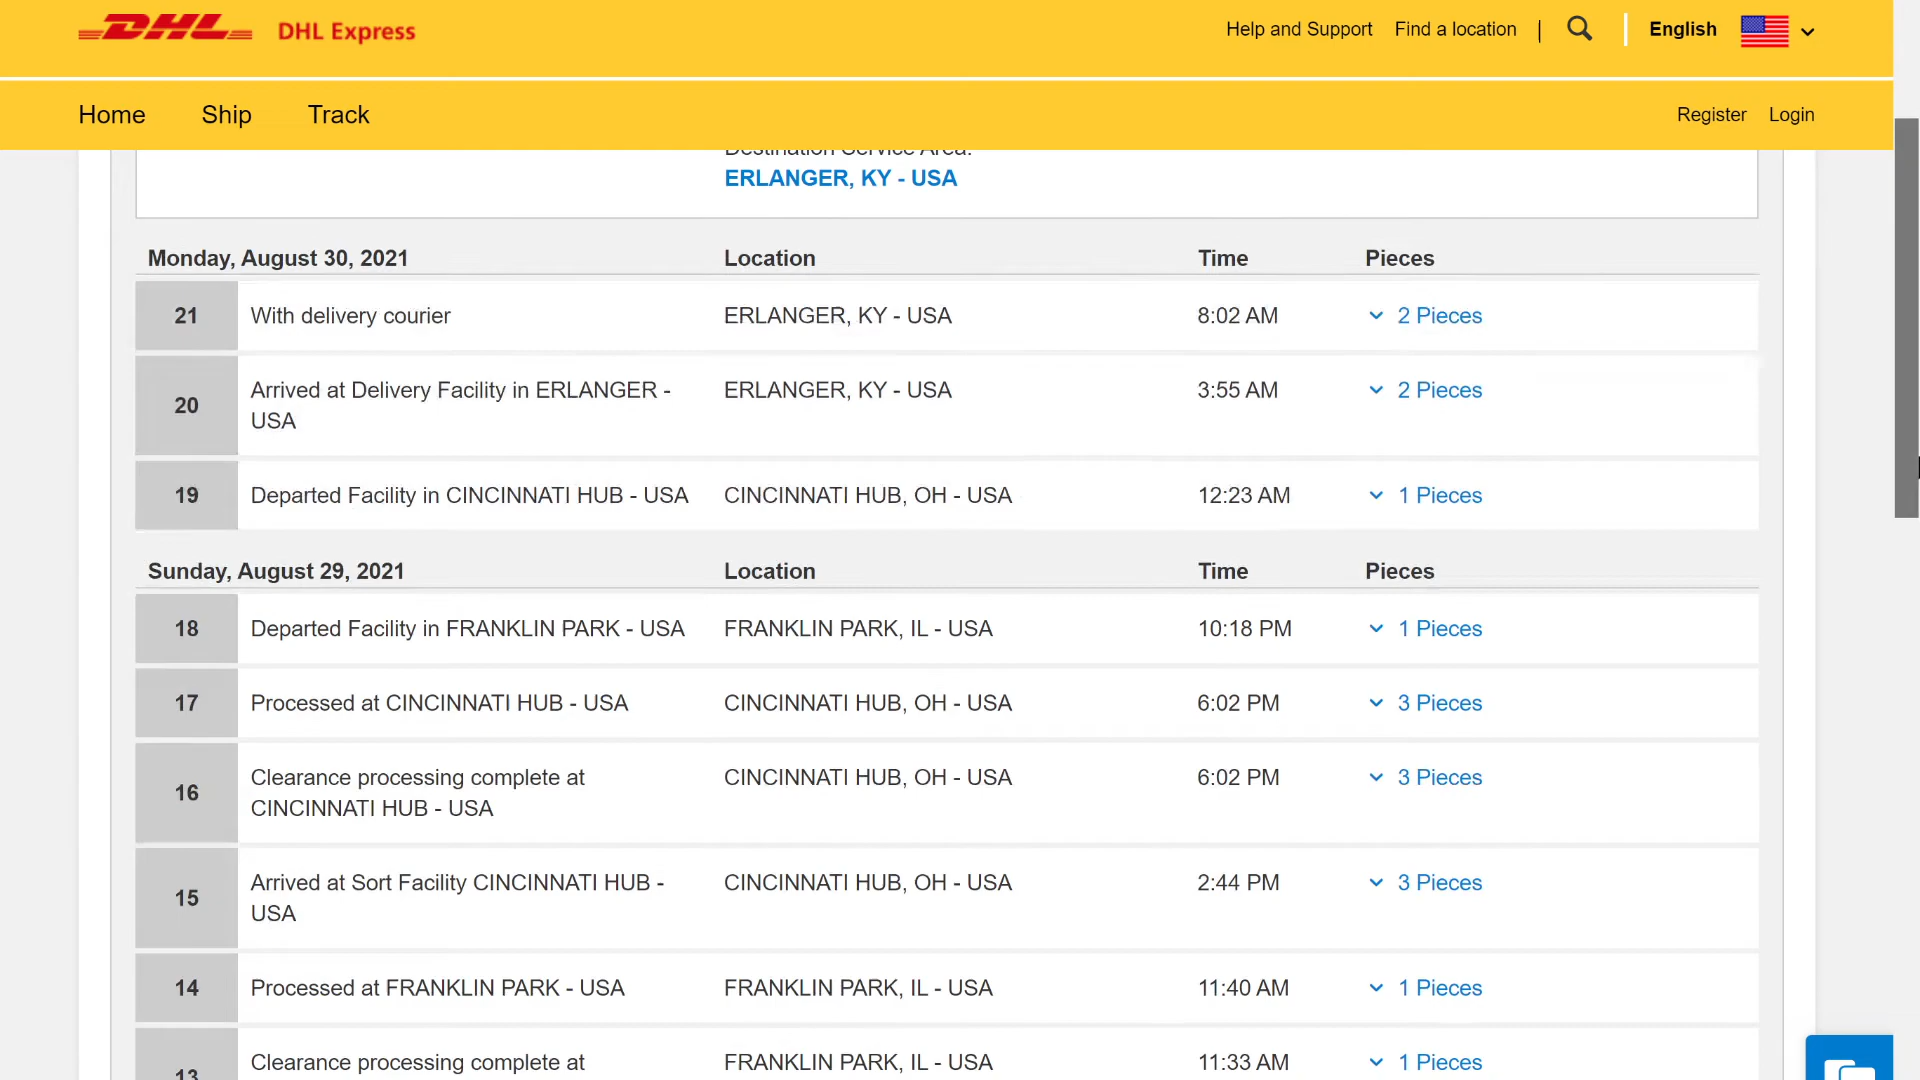 DHL DHL Express Help and Support Find a location | English
Home Ship Track Register Login
Destination Service Area:
ERLANGER, KY - USA
Monday, August 30, 2021 Location Time Pieces
21 With delivery courier ERLANGER, KY - USA 8:02 AM 2 Pieces
20 Arrived at Delivery Facility in ERLANGER - ERLANGER, KY - USA 3:55 AM 2 Pieces
USA
19 Departed Facility in CINCINNATI HUB - USA CINCINNATI HUB, OH - USA 12:23 AM 1 Pieces
Sunday, August 29, 2021 Location Time Pieces
18 Departed Facility in FRANKLIN PARK - USA FRANKLIN PARK, IL - USA 10:18 PM 1 Pieces
17 Processed at CINCINNATI HUB - USA CINCINNATI HUB, OH - USA 6:02 PM 3 Pieces
16 Clearance processing complete at CINCINNATI HUB, OH - USA 6:02 PM 3 Pieces
CINCINNATI HUB - USA
15 Arrived at Sort Facility CINCINNATI HUB - CINCINNATI HUB, OH - USA 2:44 PM 3 Pieces
USA
14 Processed at FRANKLIN PARK - USA FRANKLIN PARK, IL - USA 11:40 AM 1 Pieces
13 Clearance processing complete at FRANKLIN PARK, IL - USA 11:33 AM 1 Pieces